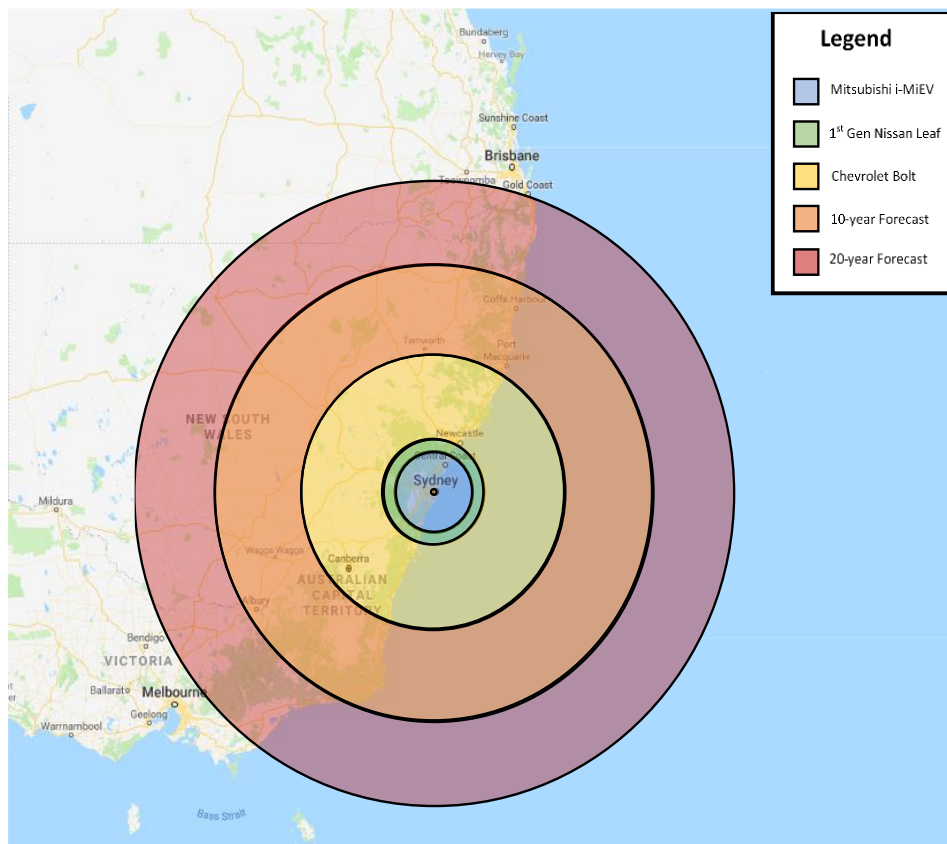 Bundaberg
Hervey Bay
Legend
Mitsubishi i-MiEV
1st Gen Nissan Leaf
Chevrolet Bolt
10-year Forecast
20-year Forecast
Sunshine Coast
Brisbane
Toowoomba
Gold Coast
Coffs Harbour
Tamworth
Port
Macquarie
NEW SOUTH
WALES
Newcastle
Central Coast
Sydney
Mildura
Wagga Wagga
Canberra
AUSTRALIAN
CAPITAL
TERRITORY
Albury
Bendigo
VICTORIA
Ballarat
Melbourne
Geelong
Warrnambool
Bass Strait